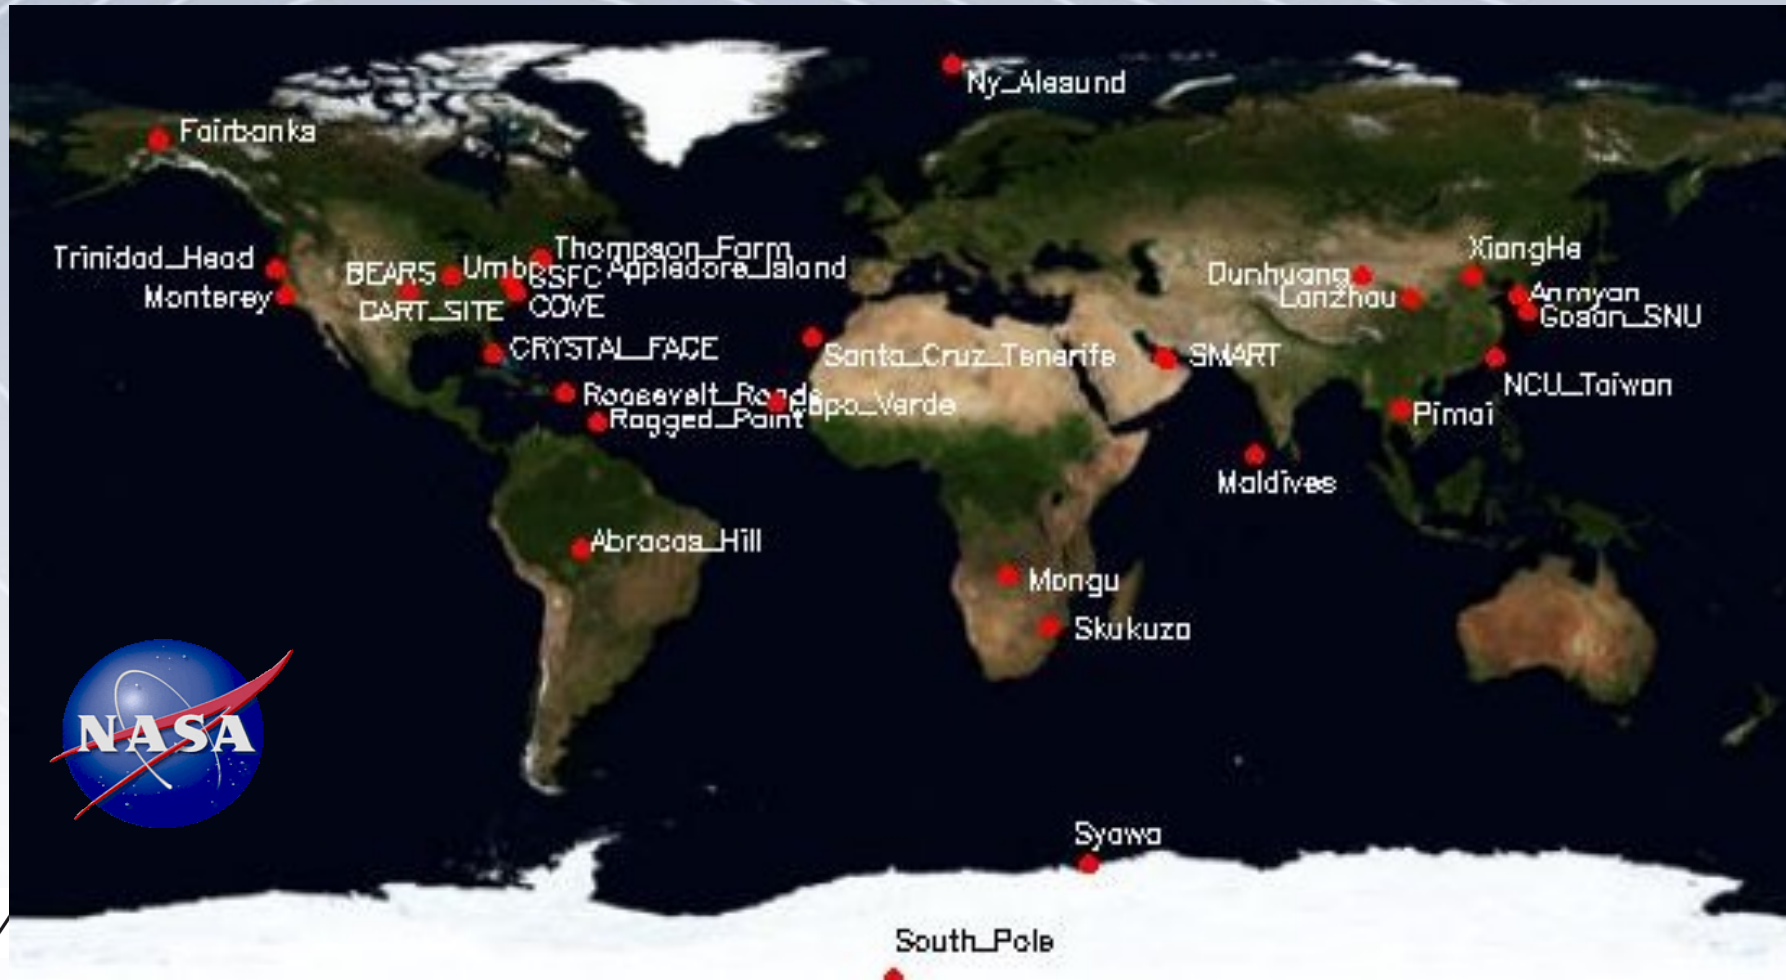 Ny_Alesund
Fairbanks
Thompson_Farm
Trinidad_Head
BEARS
GSFC
Appledore_Island
Monterey
CART_SITE
COVE
XiangHe
Dunhuang
Lanzhou
Anmyon
Gosan_SNU
CRYSTAL_FACE
Santa_Cruz_Tenerife
SMART
NCU_Taiwan
Roosevelt_Roads
Capo_Verde
Ragged_Point
Pimai
Maldives
Abracos_Hill
Mongu
Skukuza
NASA
Syowa
South_Pole